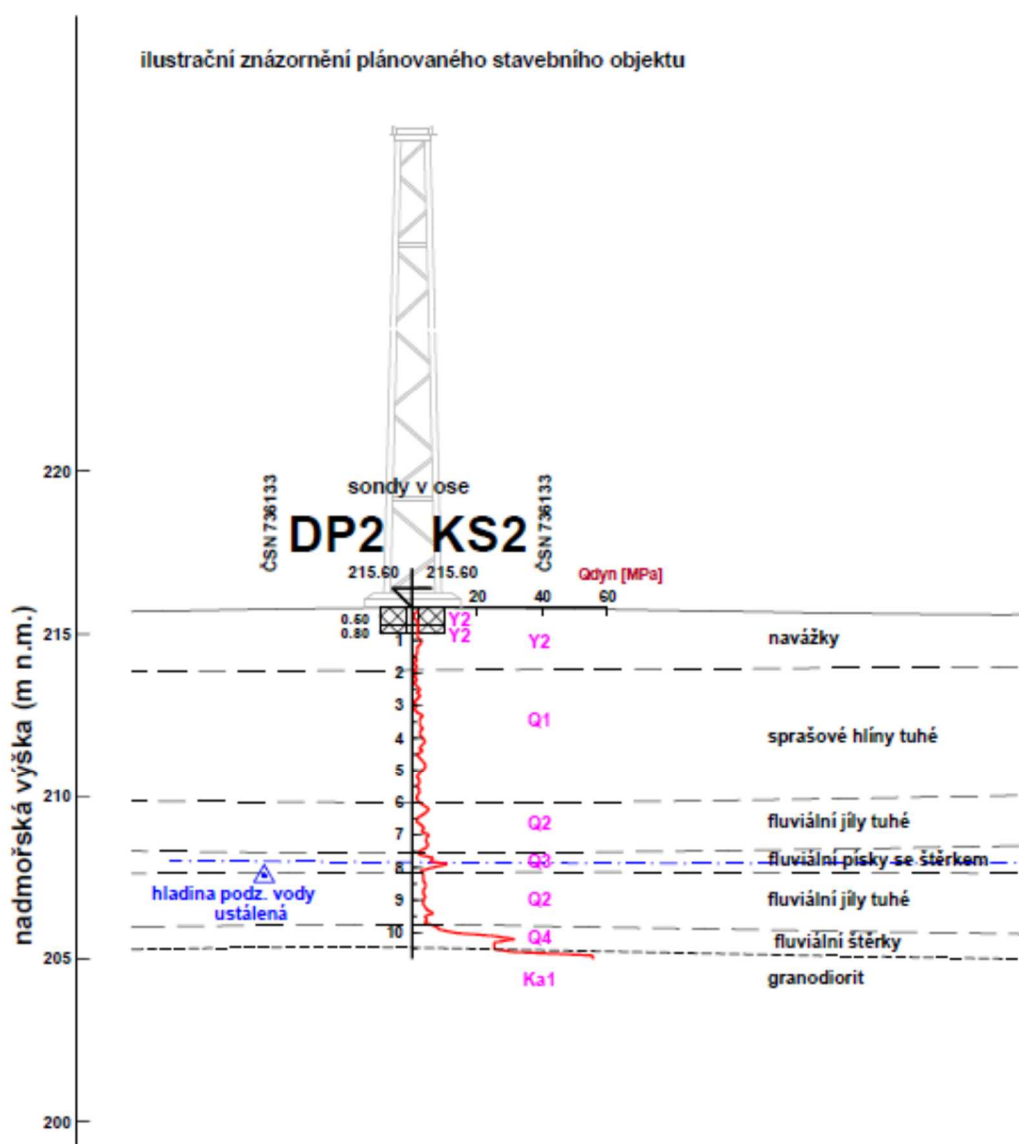 ilustrační znázornění plánovaného stavebního objektu
nadmořská výška (m n.m.)
220
215
210
205
200
sondy v ose
ČSN 736133
DP2
KS2
ČSN 736133
215.60
215.60
Qdyn [MPa]
20
40
60
0.60
0.80
Y2
Y2
Y2
navážky
1
2
3
4
5
6
7
8
9
10
Q1
sprašové hlíny tuhé
Q2
fluviální jíly tuhé
Q3
fluviální písky se štěrkem
hladina podz. vody
ustálená
Q2
fluviální jíly tuhé
Q4
fluviální štěrky
Ka1
granodiorit